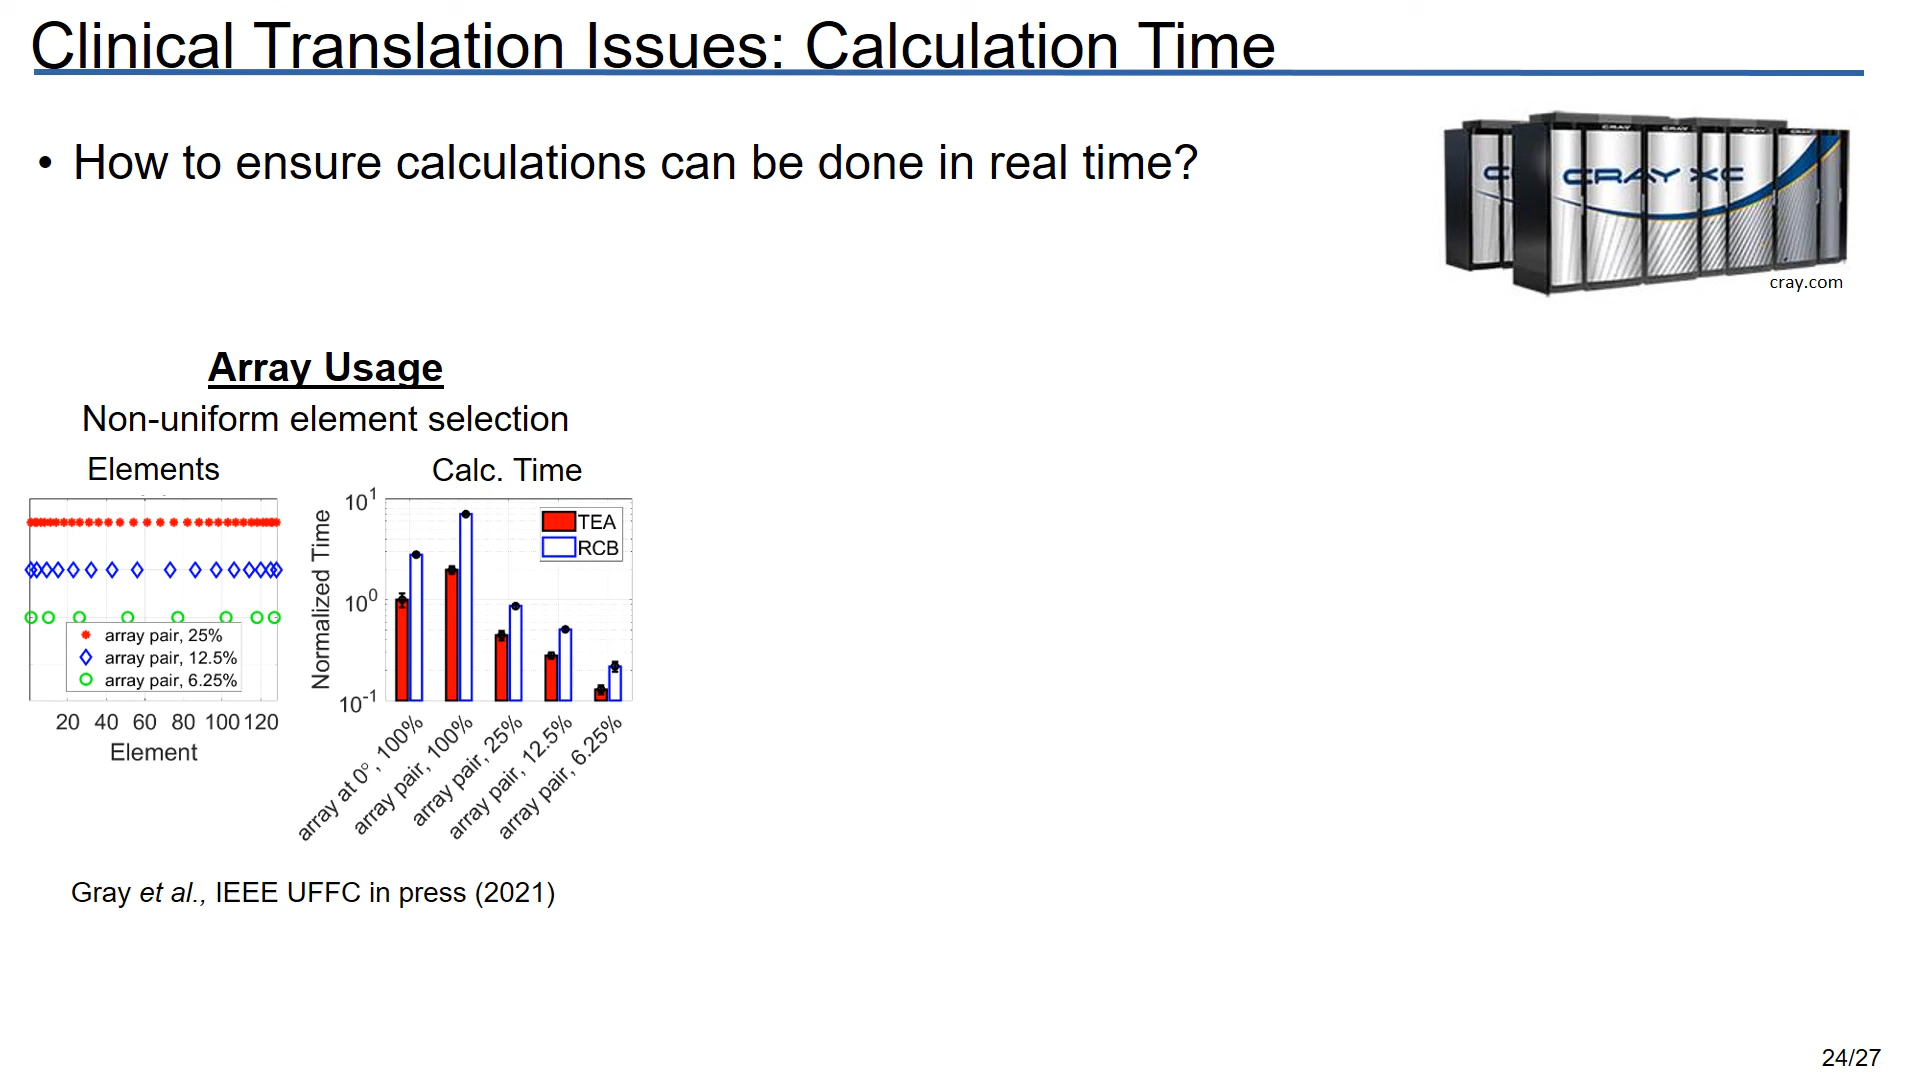 Clinical Translation Issues: Calculation Time
• How to ensure calculations can be done in real time?
CRAY XC
cray.com
Array Usage
Non-uniform element selection
Elements
array pair, 25%
array pair, 12.5%
array pair, 6.25%
20 40 60 80 100 120
Element
Calc. Time
Normalized Time
10^1
10^0
10^-1
TEA
RCB
array at 0°, 100%
array pair, 100%
array pair, 25%
array pair, 12.5%
array pair, 6.25%
Gray et al., IEEE UFFC in press (2021)
24/27